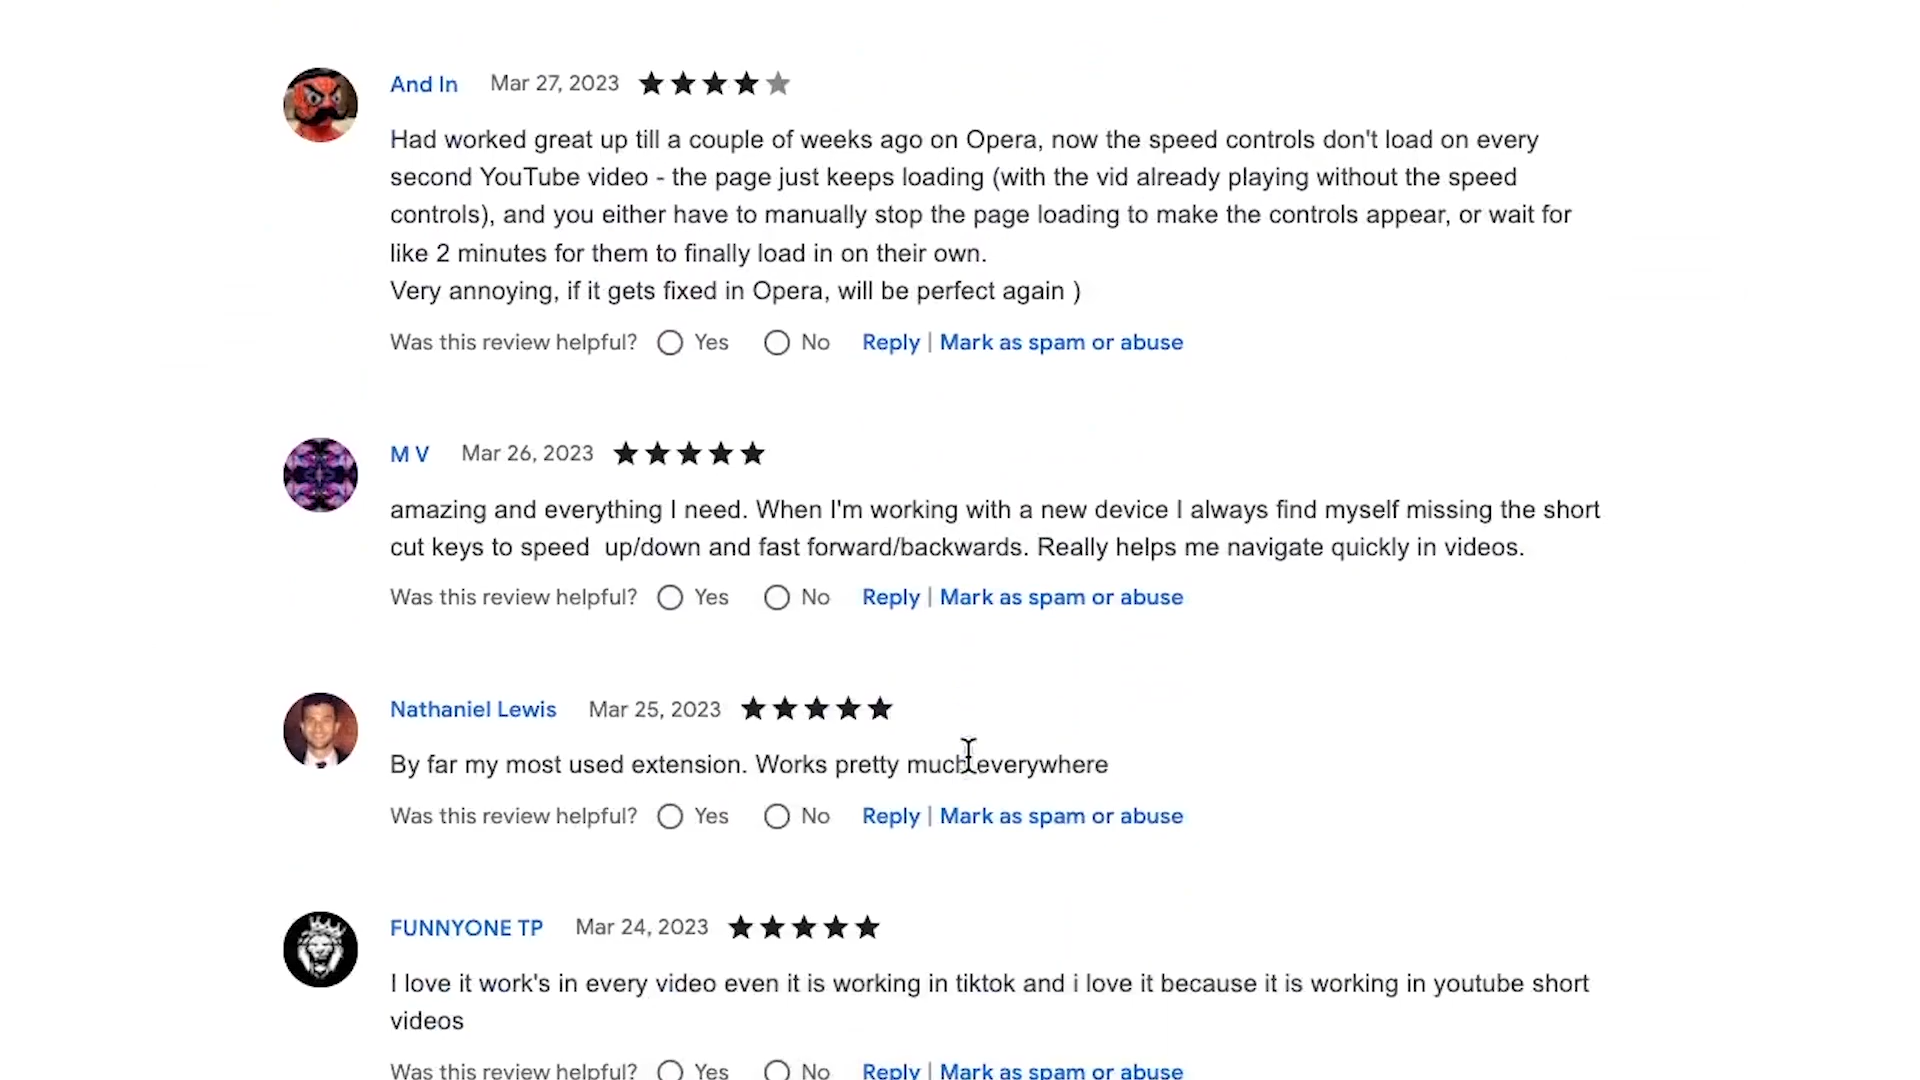 And In Mar 27, 2023
Had worked great up till a couple of weeks ago on Opera, now the speed controls don't load on every
second YouTube video - the page just keeps loading (with the vid already playing without the speed
controls), and you either have to manually stop the page loading to make the controls appear, or wait for
like 2 minutes for them to finally load in on their own.
Very annoying, if it gets fixed in Opera, will be perfect again )
Was this review helpful? Yes No Reply | Mark as spam or abuse
M V Mar 26, 2023
amazing and everything I need. When I'm working with a new device I always find myself missing the short
cut keys to speed  up/down and fast forward/backwards. Really helps me navigate quickly in videos.
Was this review helpful? Yes No Reply | Mark as spam or abuse
Nathaniel Lewis Mar 25, 2023
By far my most used extension. Works pretty much everywhere
Was this review helpful? Yes No Reply | Mark as spam or abuse
FUNNYONE TP Mar 24, 2023
I love it work's in every video even it is working in tiktok and i love it because it is working in youtube short
videos
Was this review helpful? Yes No Reply | Mark as spam or abuse